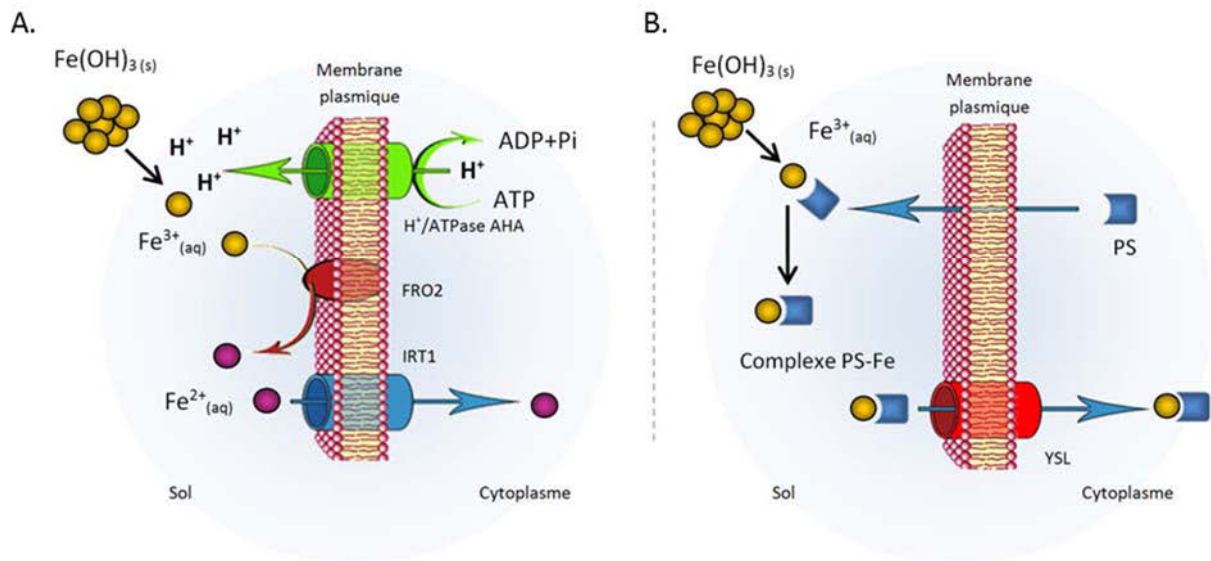 A.
Fe(OH)3 (s)
Membrane
plasmique
H+
H+
H+
ADP+Pi
H+
ATP
H+/ATPase AHA
Fe3+(aq)
FRO2
IRT1
Fe2+(aq)
Sol
Cytoplasme
B.
Fe(OH)3 (s)
Membrane
plasmique
Fe3+(aq)
PS
Complexe PS-Fe
YSL
Sol
Cytoplasme